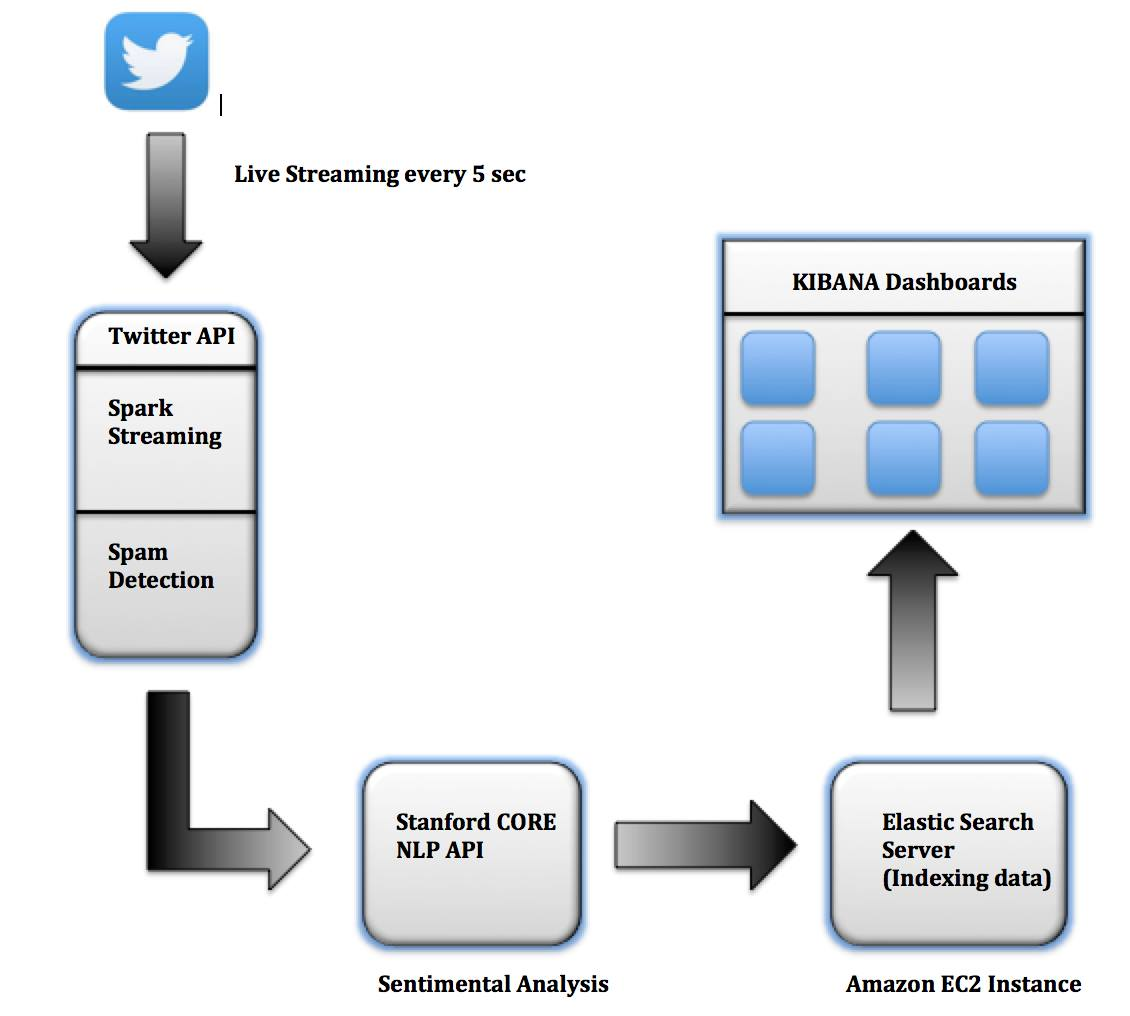 Live Streaming every 5 sec
Twitter API
Spark
Streaming
Spam
Detection
KIBANA Dashboards
Stanford CORE
NLP API
Sentimental Analysis
Elastic Search
Server
(Indexing data)
Amazon EC2 Instance